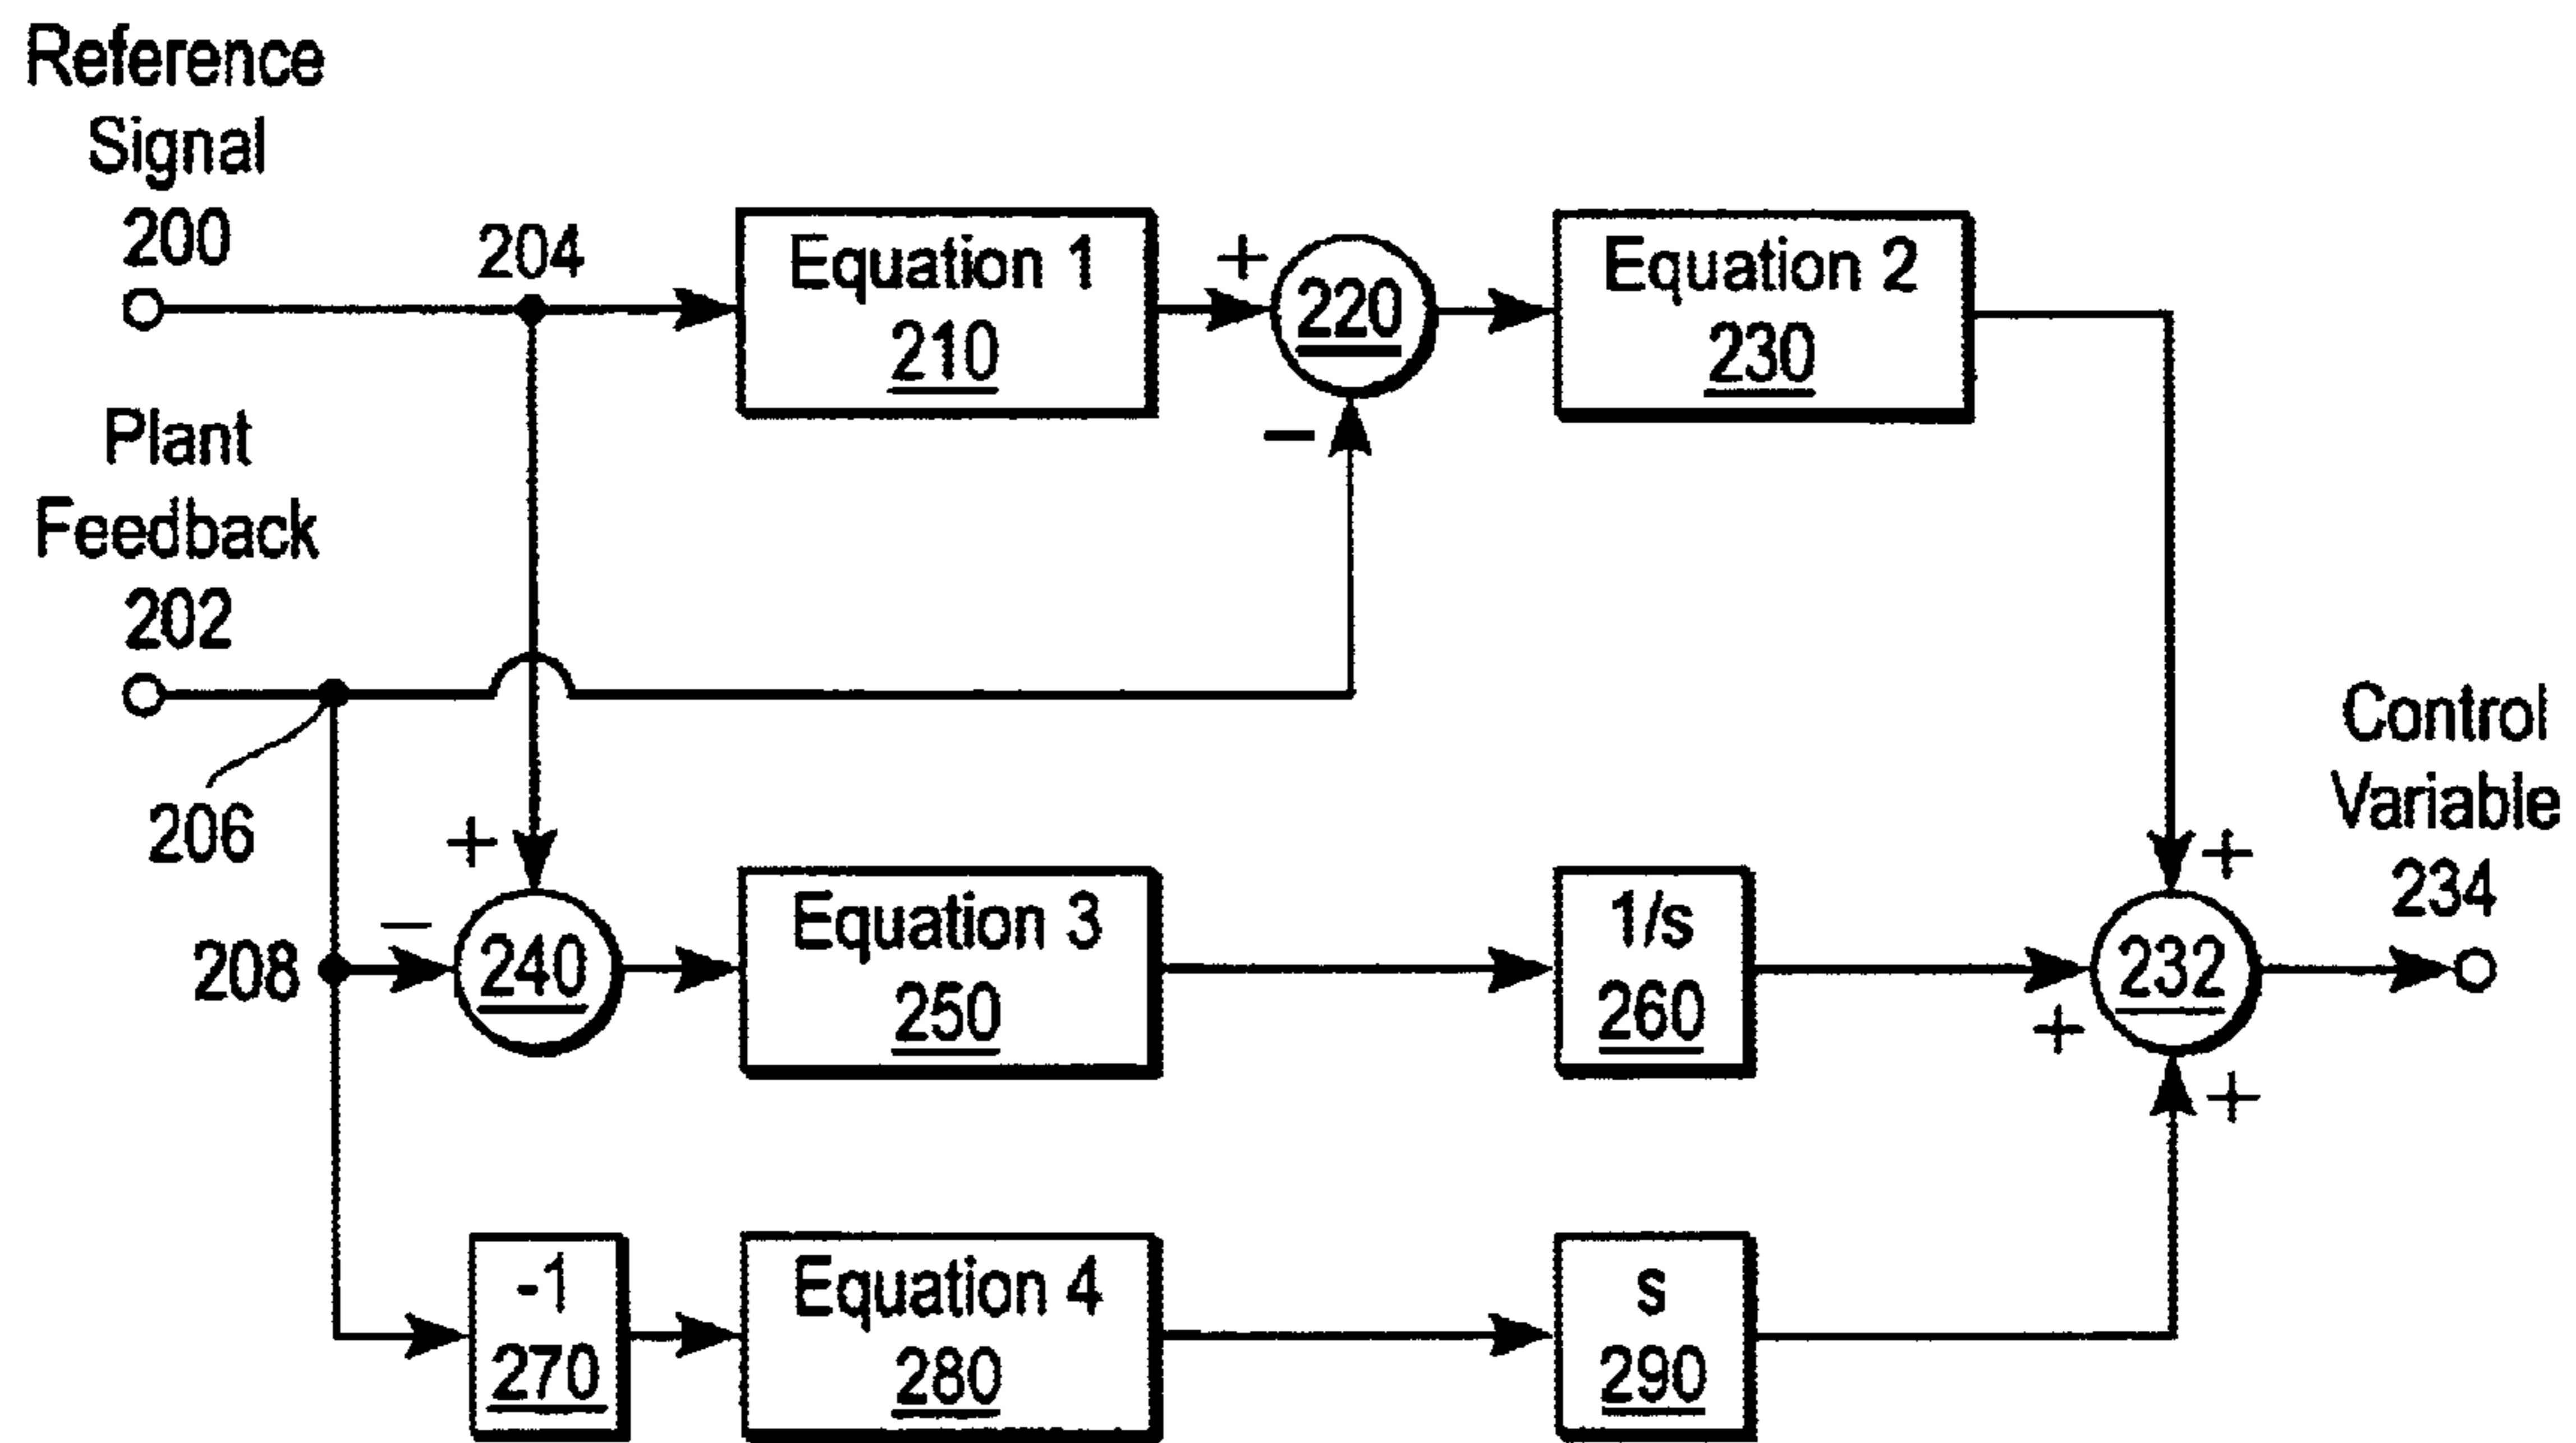 Reference
Signal
200
204
Equation 1
210
+
220
−
Equation 2
230
Plant
Feedback
202
206
208
+
−
240
Equation 3
250
1/s
260
+
+
+
232
Control
Variable
234
-1
270
Equation 4
280
s
290